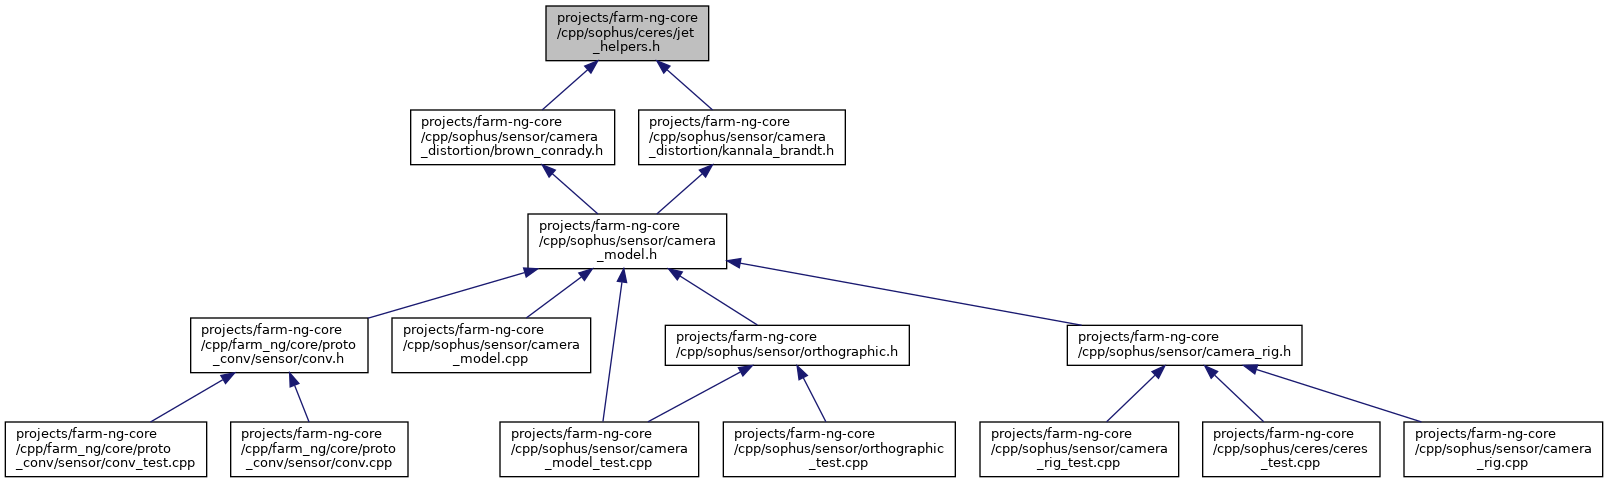 projects/farm-ng-core
/cpp/sophus/ceres/jet
_helpers.h
projects/farm-ng-core
/cpp/sophus/sensor/camera
_distortion/brown_conrady.h
projects/farm-ng-core
/cpp/sophus/sensor/camera
_distortion/kannala_brandt.h
projects/farm-ng-core
/cpp/sophus/sensor/camera
_model.h
projects/farm-ng-core
/cpp/farm_ng/core/proto
_conv/sensor/conv.h
projects/farm-ng-core
/cpp/sophus/sensor/camera
_model.cpp
projects/farm-ng-core
/cpp/sophus/sensor/orthographic.h
projects/farm-ng-core
/cpp/sophus/sensor/camera_rig.h
projects/farm-ng-core
/cpp/farm_ng/core/proto
_conv/sensor/conv_test.cpp
projects/farm-ng-core
/cpp/farm_ng/core/proto
_conv/sensor/conv.cpp
projects/farm-ng-core
/cpp/sophus/sensor/camera
_model_test.cpp
projects/farm-ng-core
/cpp/sophus/sensor/orthographic
_test.cpp
projects/farm-ng-core
/cpp/sophus/sensor/camera
_rig_test.cpp
projects/farm-ng-core
/cpp/sophus/ceres/ceres
_test.cpp
projects/farm-ng-core
/cpp/sophus/sensor/camera
_rig.cpp